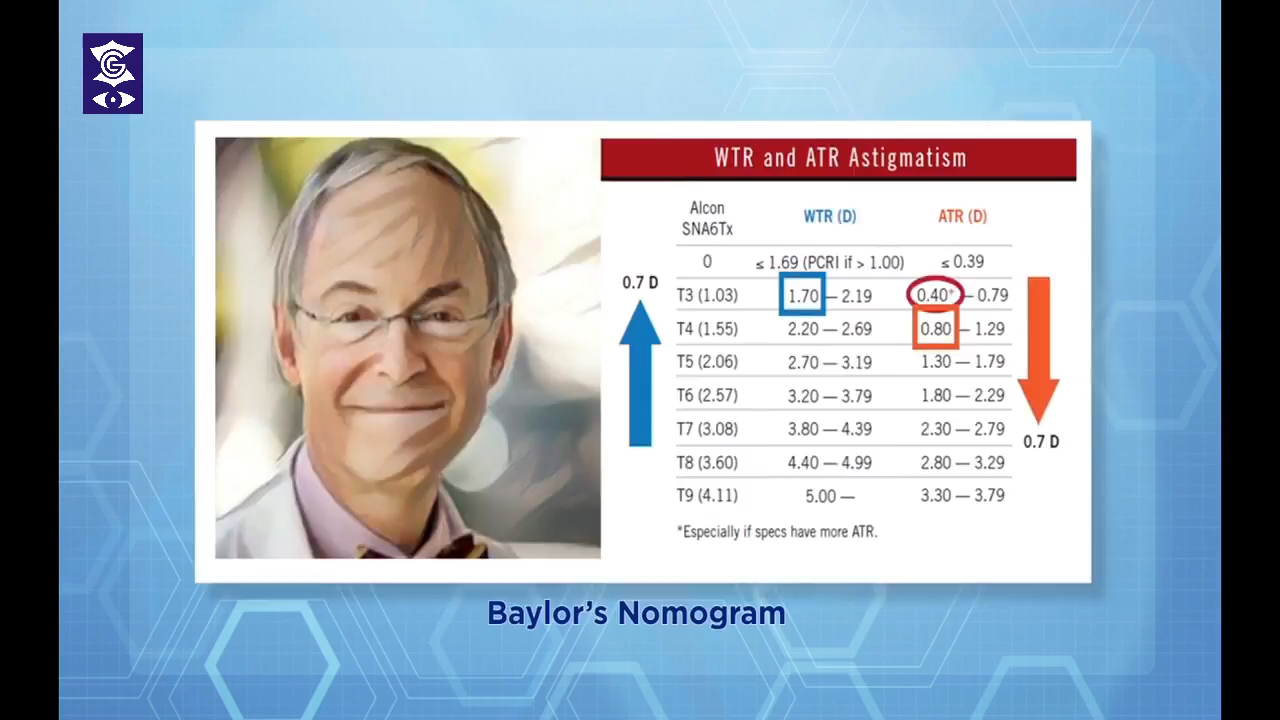 WTR and ATR Astigmatism
Alcon
SNA6Tx
WTR (D)
ATR (D)
0 ≤ 1.69 (PCRI if > 1.00) ≤ 0.39
T3 (1.03) 1.70 — 2.19 0.40* — 0.79
T4 (1.55) 2.20 — 2.69 0.80 — 1.29
T5 (2.06) 2.70 — 3.19 1.30 — 1.79
T6 (2.57) 3.20 — 3.79 1.80 — 2.29
T7 (3.08) 3.80 — 4.39 2.30 — 2.79
T8 (3.60) 4.40 — 4.99 2.80 — 3.29
T9 (4.11) 5.00 — 3.30 — 3.79
*Especially if specs have more ATR.
0.7 D
0.7 D
Baylor’s Nomogram